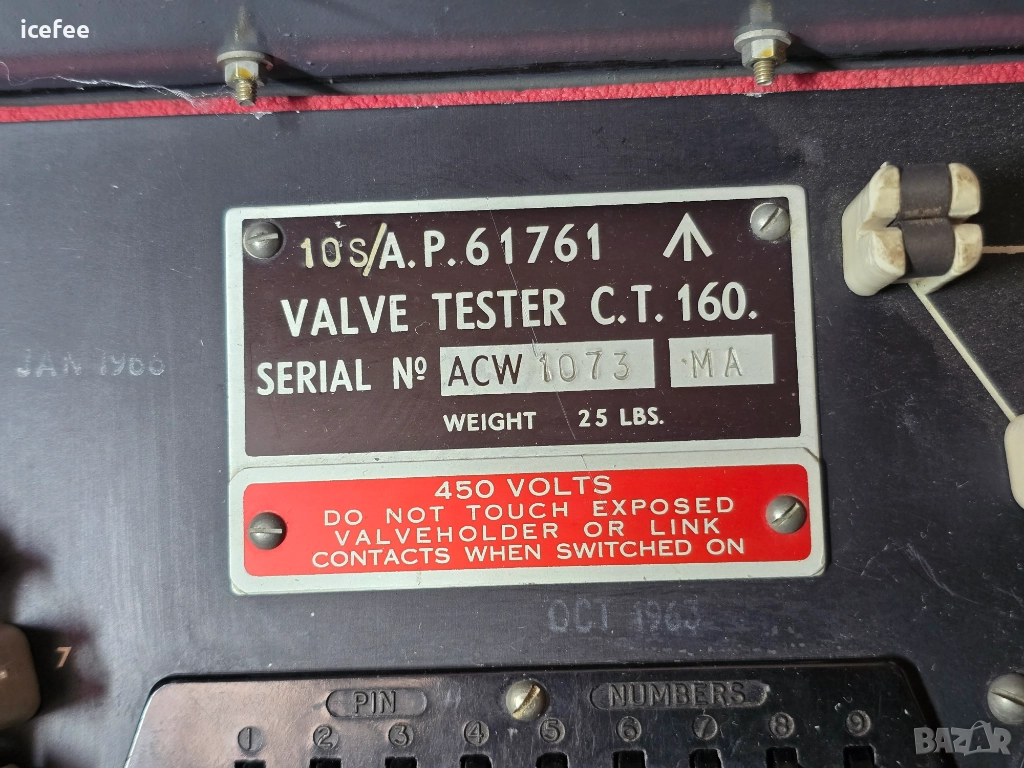 icefee
10S/A.P. 61761
VALVE TESTER C.T. 160.
SERIAL Nº ACW 1073 MA
WEIGHT 25 LBS.
JAN 1966
450 VOLTS
DO NOT TOUCH EXPOSED
VALVEHOLDER OR LINK
CONTACTS WHEN SWITCHED ON
OCT 1963
7
PIN NUMBERS
1 2 3 4 5 6 7 8 9
BAZAR